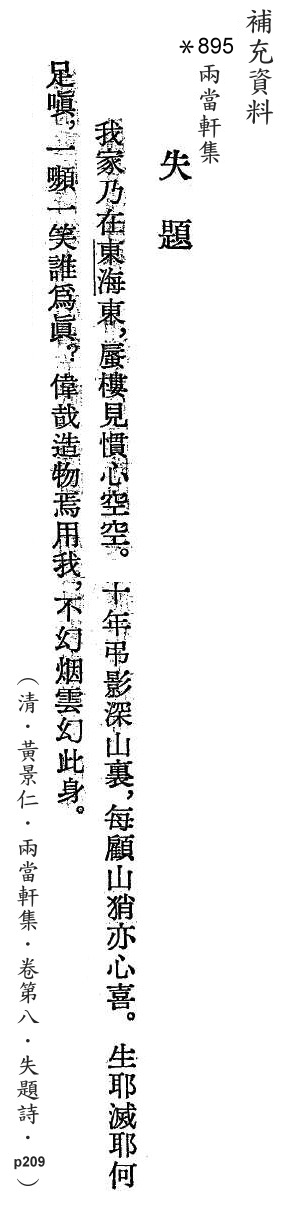 補充資料
＊895 兩當軒集
失題
我家乃在東海東，蜃樓見慣心空空。十年弔影深山裏，每顧山猾亦心喜。生耶滅耶何
足嗔，一嚬一笑誰爲眞？偉哉造物焉用我，不幻烟雲幻此身。
（清．黃景仁．兩當軒集．卷第八．失題詩．p209）